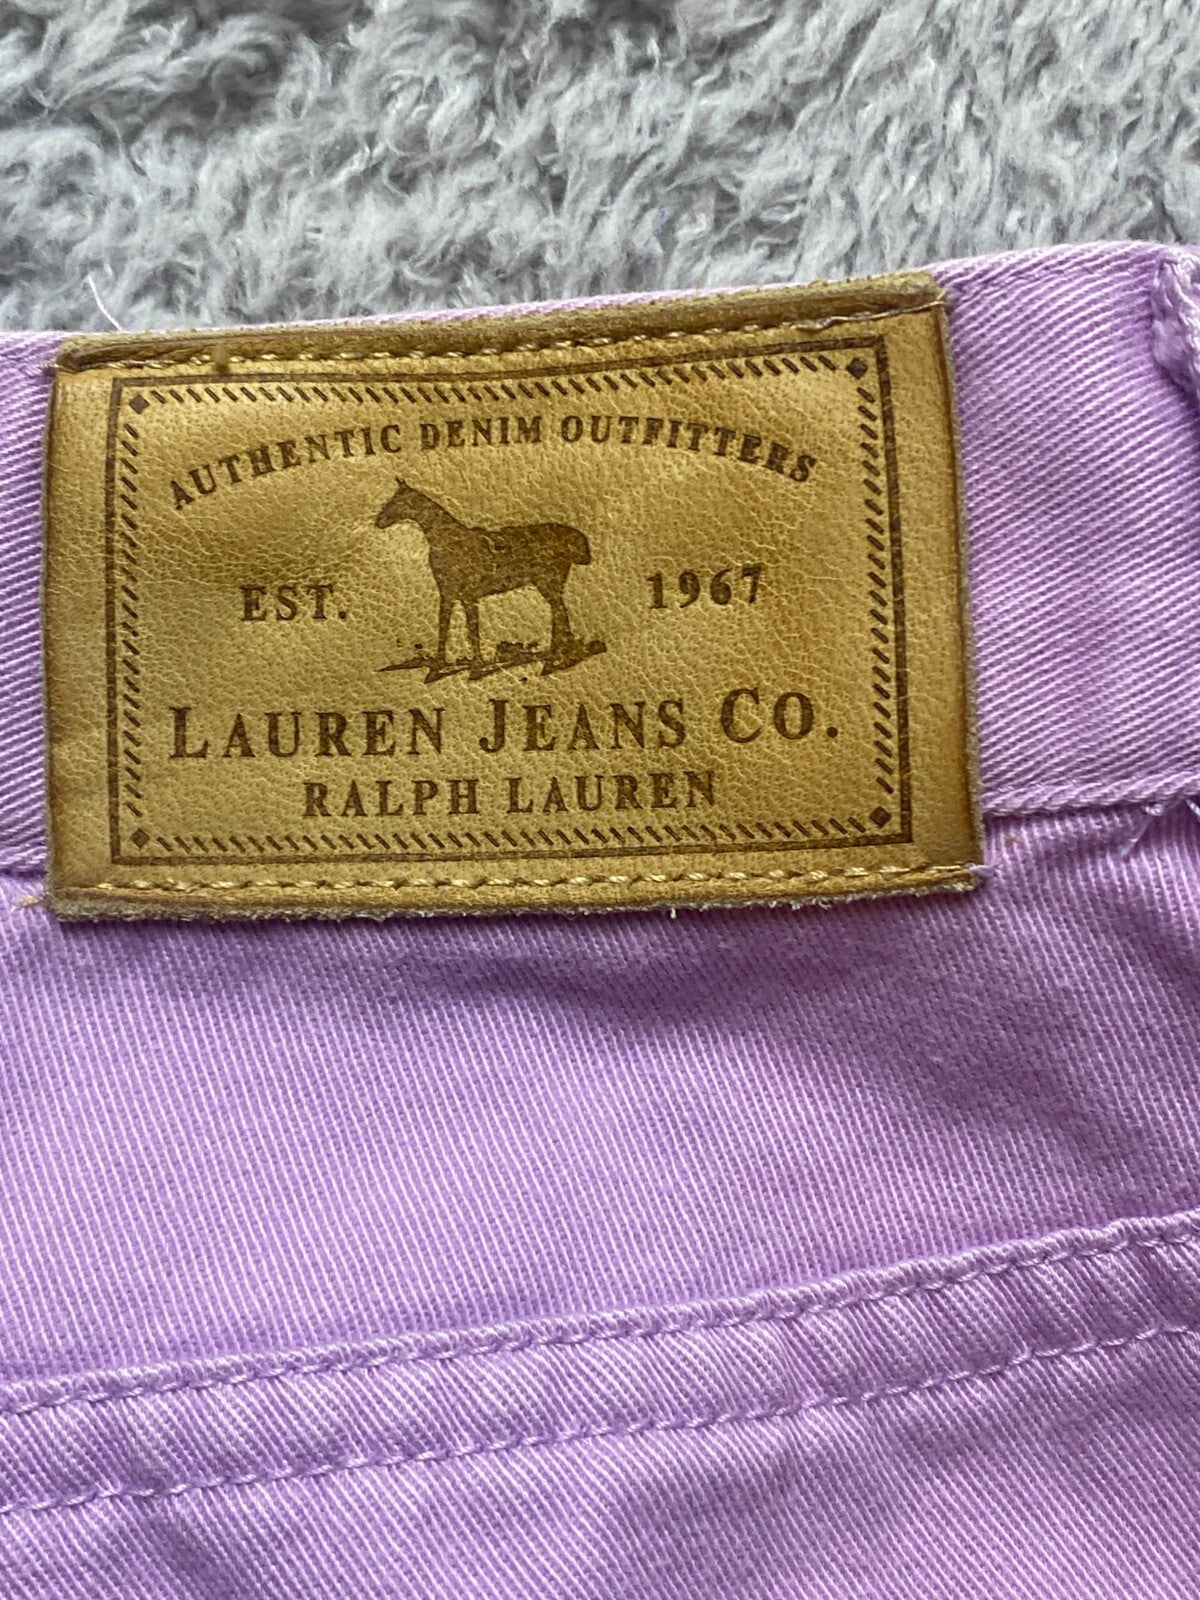 AUTHENTIC DENIM OUTFITTERS
EST. 1967
LAUREN JEANS CO.
RALPH LAUREN